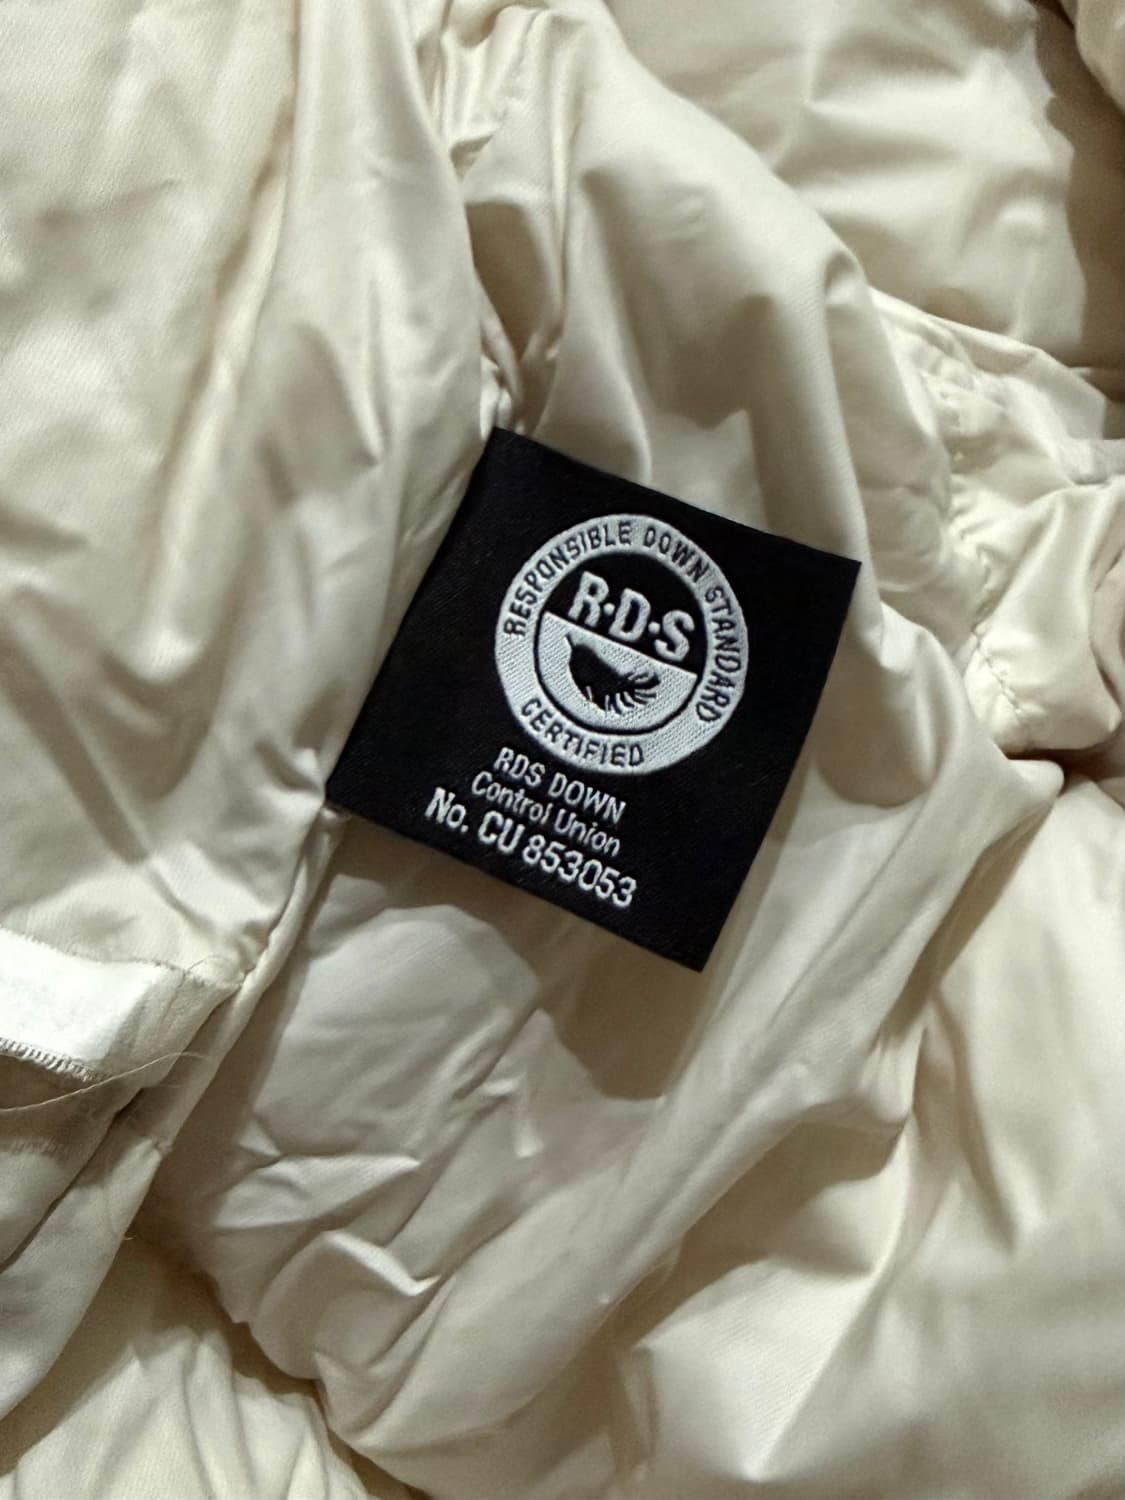 RESPONSIBLE DOWN STANDARD
R·D·S
CERTIFIED
RDS DOWN
Control Union
No. CU 853053